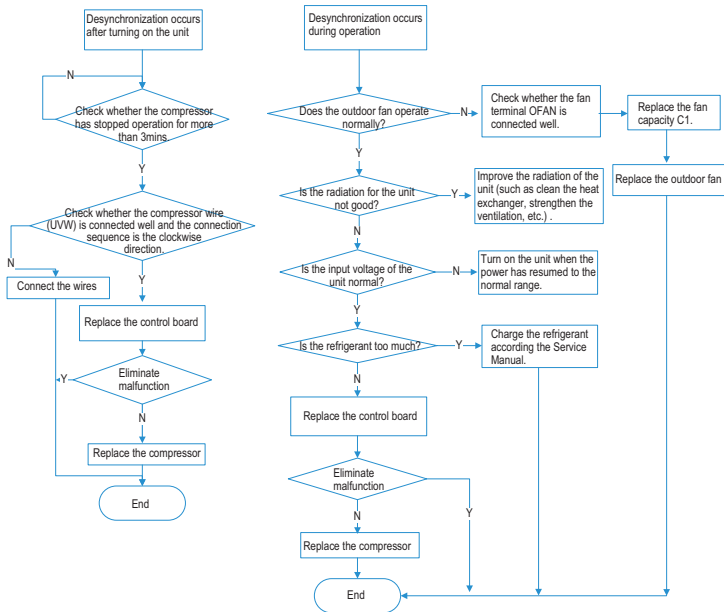 Desynchronization occurs
after turning on the unit
N
Check whether the compressor
has stopped operation for more
than 3mins.
Y
Check whether the compressor wire
(UVW) is connected well and the connection
sequence is the clockwise
direction.
N
Connect the wires
Y
Replace the control board
Eliminate
malfunction
Y
N
Replace the compressor
End
Desynchronization occurs
during operation
Does the outdoor fan operate
normally?
N
Check whether the fan
terminal OFAN is
connected well.
Replace the fan
capacity C1.
Replace the outdoor fan
Y
Is the radiation for the unit
not good?
Y
Improve the radiation of the
unit (such as clean the heat
exchanger, strengthen the
ventilation, etc.) .
N
Is the input voltage of the
unit normal?
N
Turn on the unit when the
power has resumed to the
normal range.
Y
Is the refrigerant too much?
Y
Charge the refrigerant
according the Service
Manual.
N
Replace the control board
Eliminate
malfunction
Y
N
Replace the compressor
End